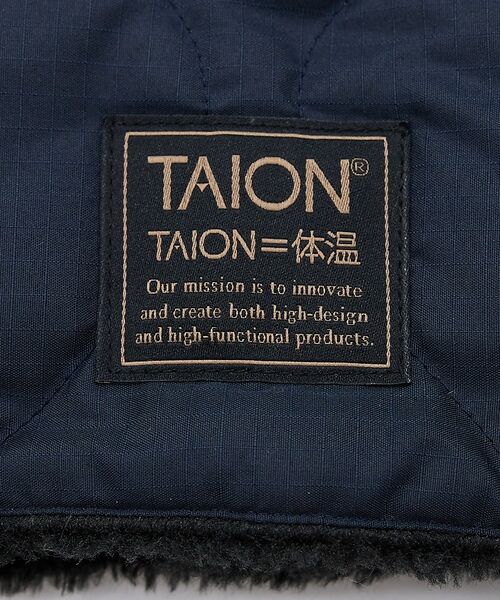 TAION®
TAION=体温
Our mission is to innovate
and create both high-design
and high-functional products.